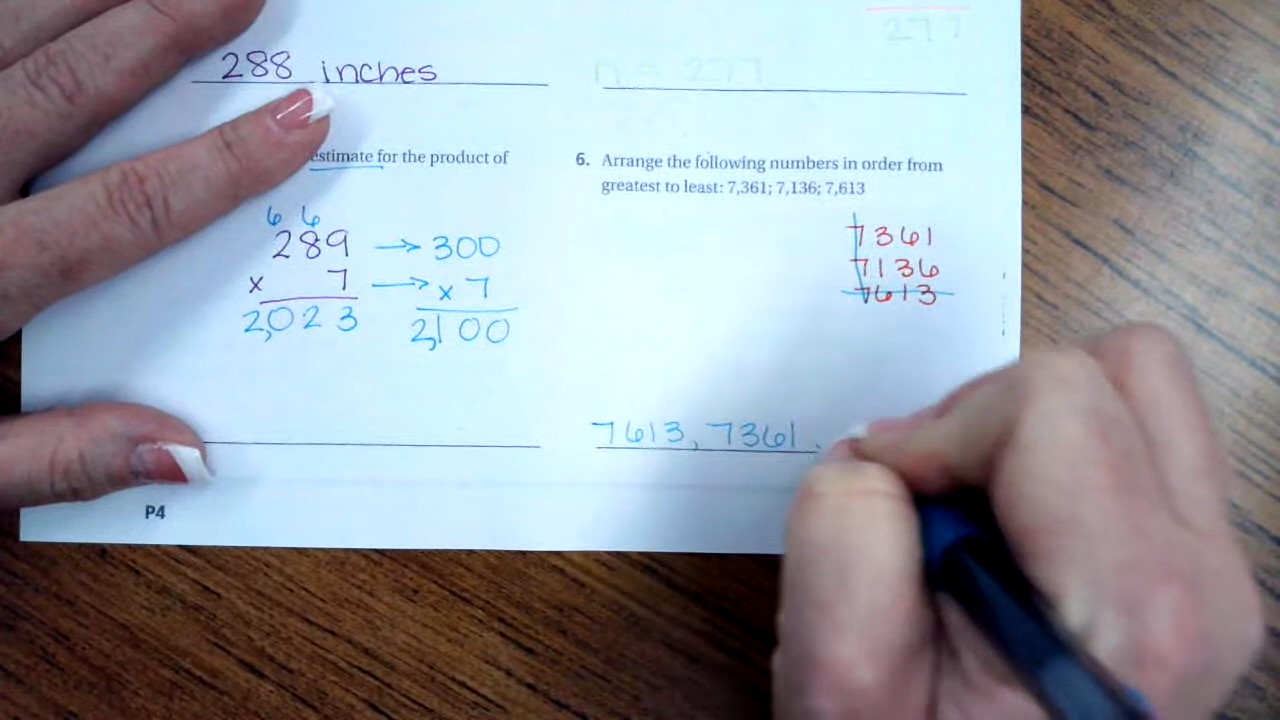 277
288 inches
n = 277
estimate for the product of
6 6
289 → 300
x 7 → x 7
2,023 2,100
6. Arrange the following numbers in order from
greatest to least: 7,361; 7,136; 7,613
7361
7136
7613
7613, 7361,
P4